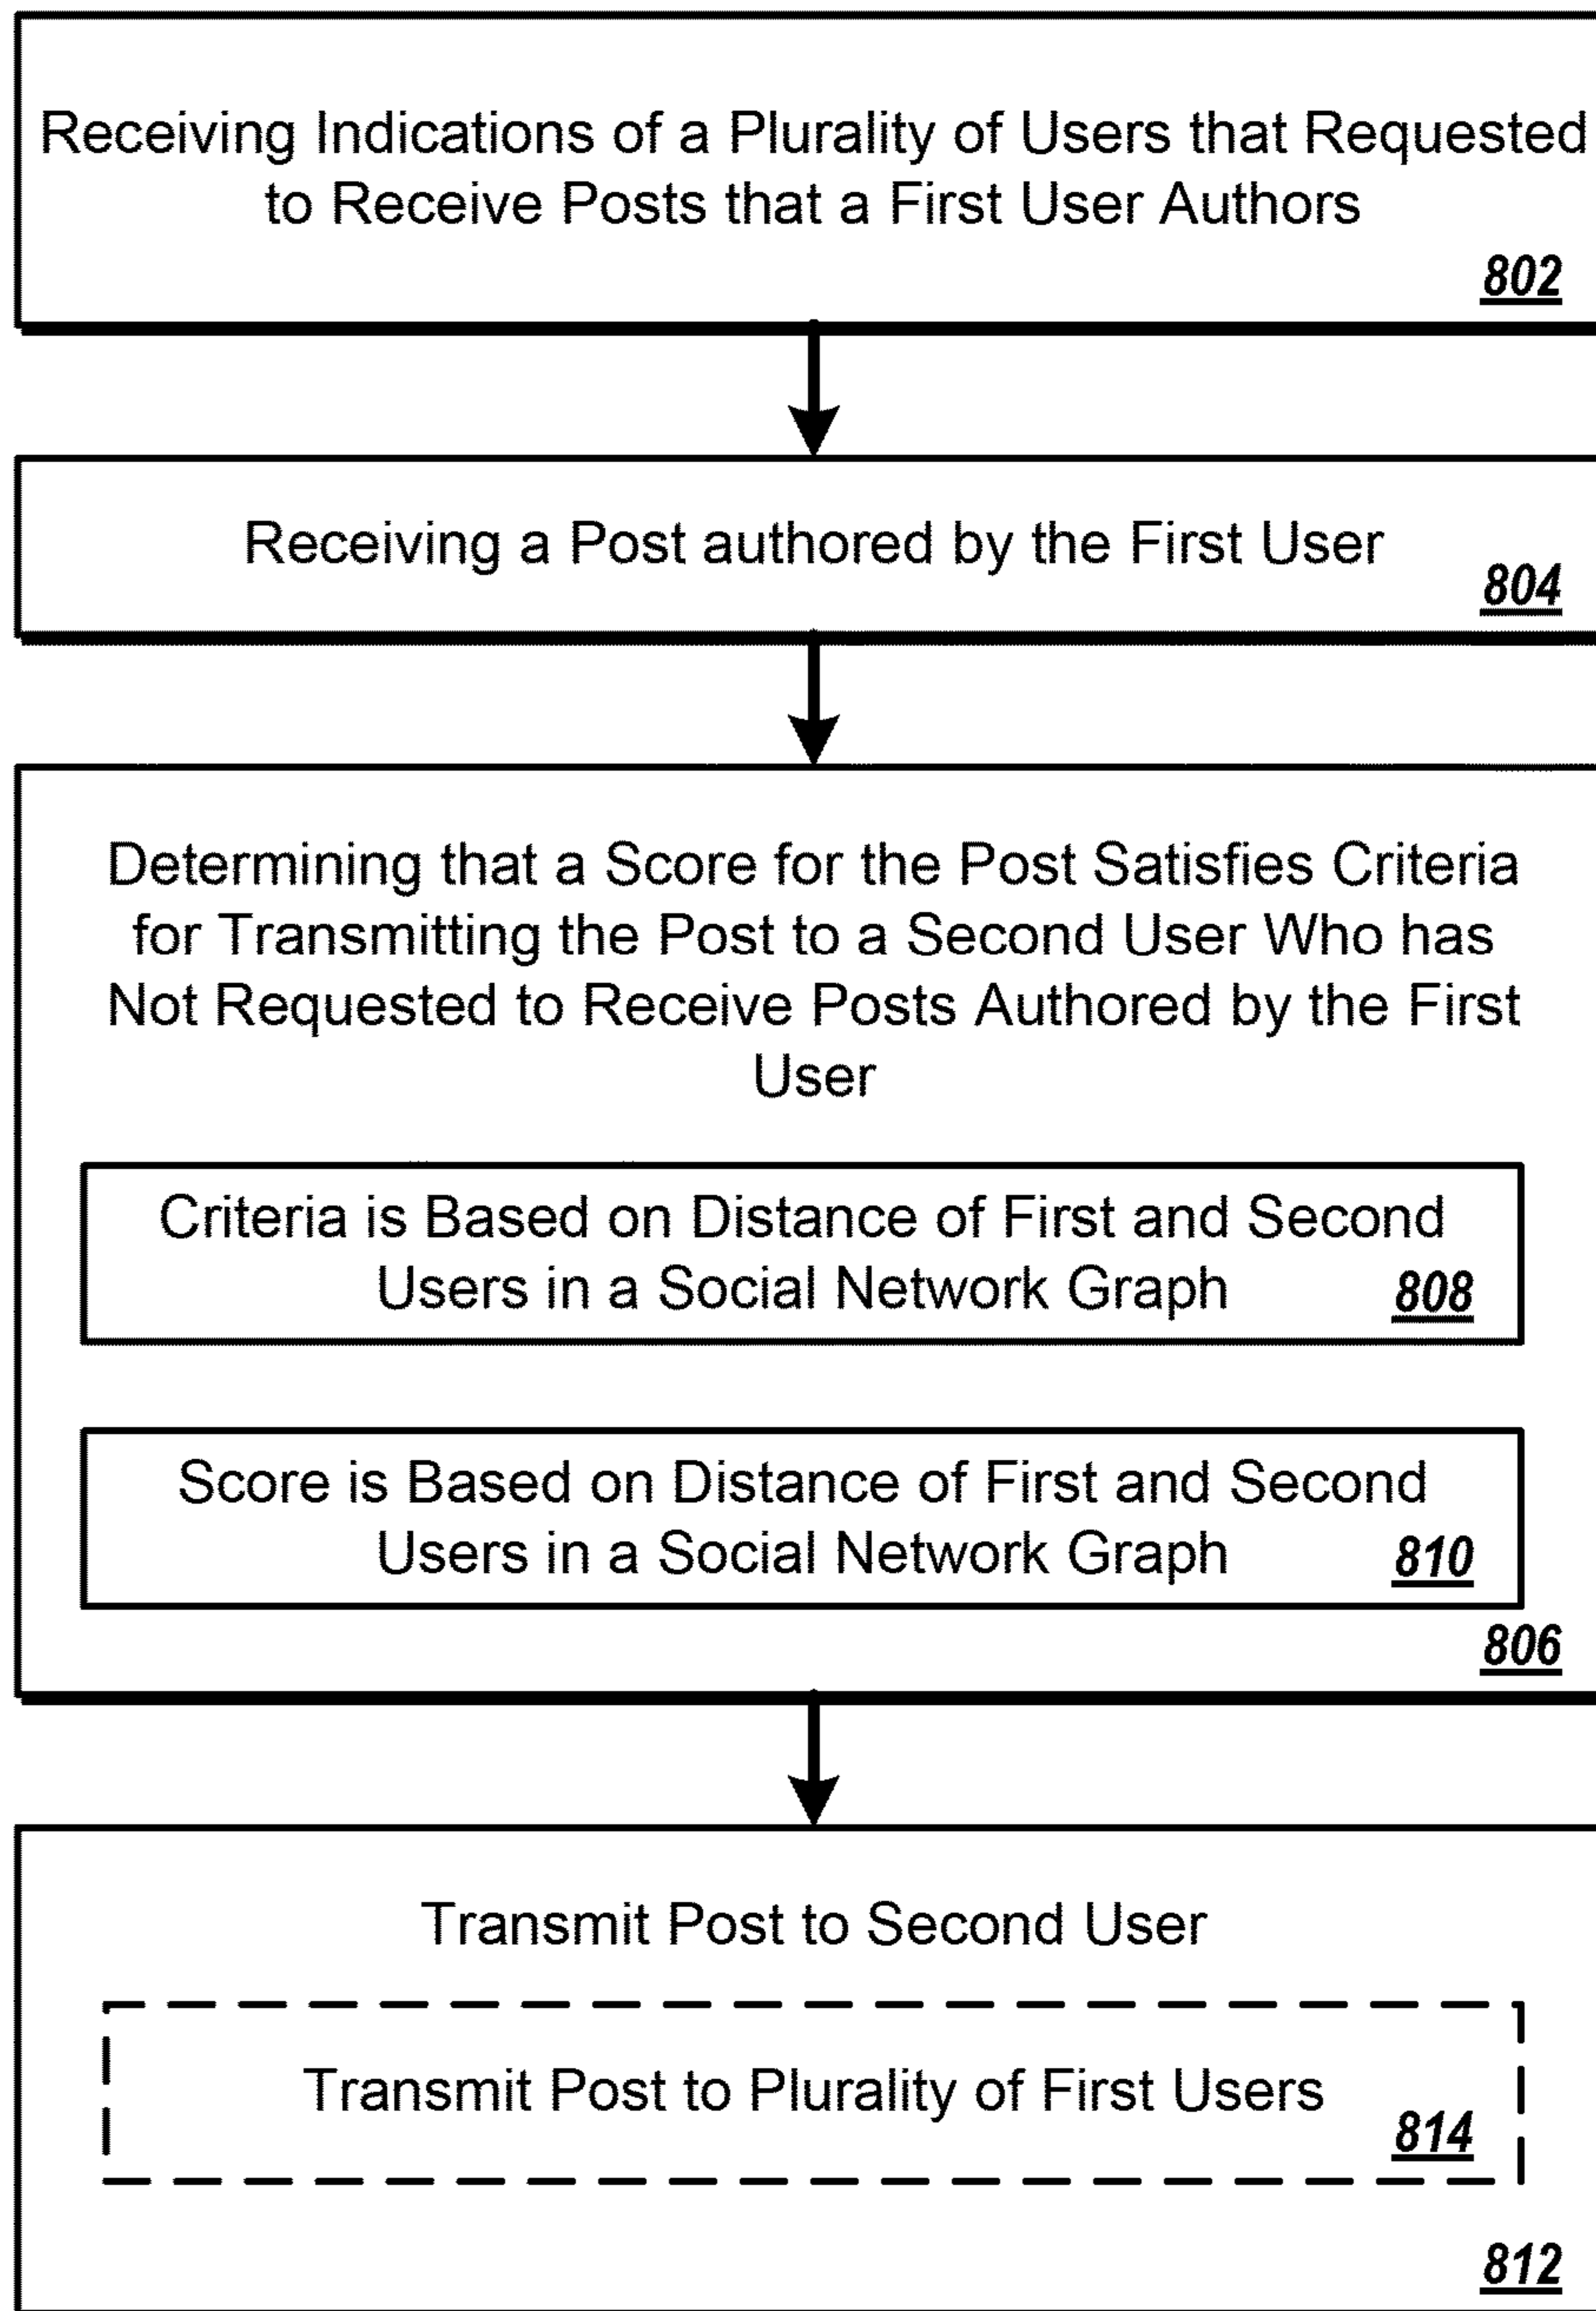 Receiving Indications of a Plurality of Users that Requested
to Receive Posts that a First User Authors
802
Receiving a Post authored by the First User
804
Determining that a Score for the Post Satisfies Criteria
for Transmitting the Post to a Second User Who has
Not Requested to Receive Posts Authored by the First
User
Criteria is Based on Distance of First and Second
Users in a Social Network Graph
808
Score is Based on Distance of First and Second
Users in a Social Network Graph
810
806
Transmit Post to Second User
Transmit Post to Plurality of First Users
814
812